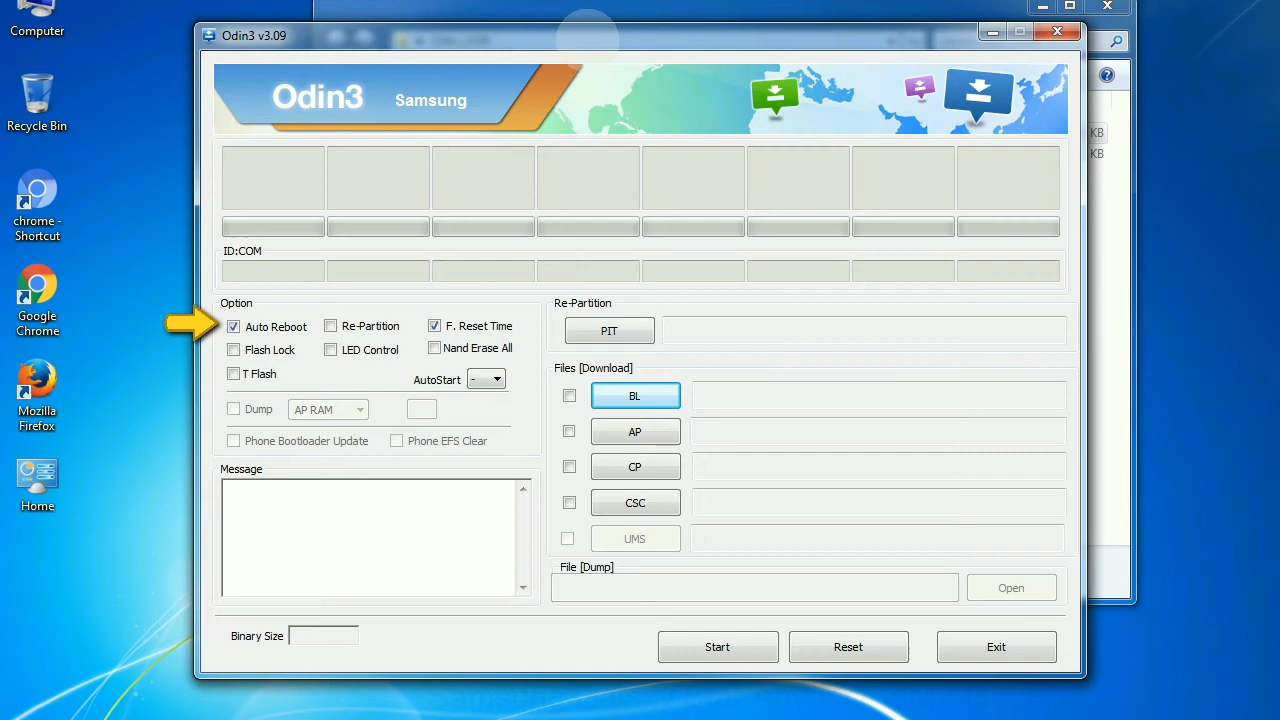 Computer
Recycle Bin
chrome -
Shortcut
Google
Chrome
Mozilla
Firefox
Home
Odin3 v3.09
Odin3
Samsung
ID:COM
Option
Auto Reboot
Re-Partition
F. Reset Time
Flash Lock
LED Control
Nand Erase All
T Flash
AutoStart
-
Dump
AP RAM
Phone Bootloader Update
Phone EFS Clear
Message
Re-Partition
PIT
Files [Download]
BL
AP
CP
CSC
UMS
File [Dump]
Open
Binary Size
Start
Reset
Exit
KB
KB